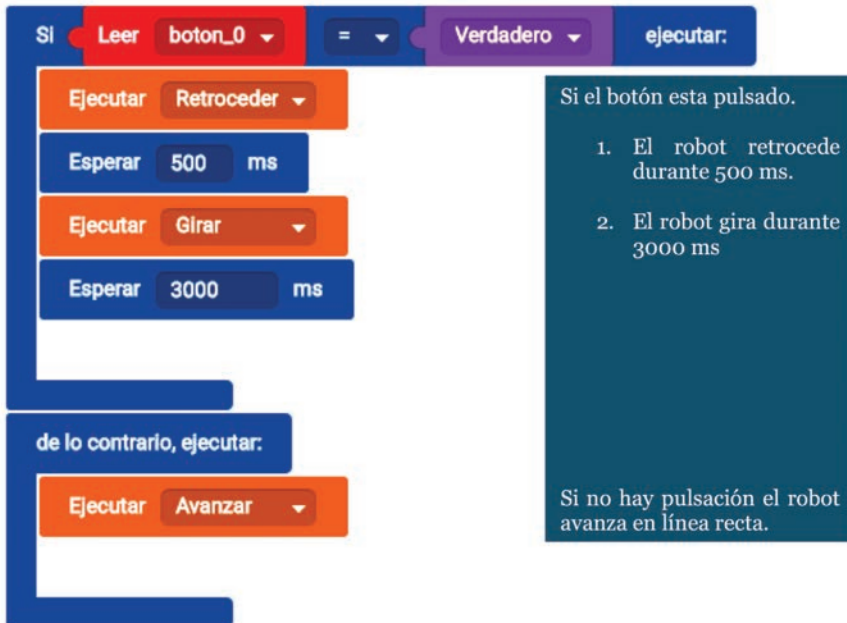 Si Leer boton_0 = Verdadero ejecutar:
Ejecutar Retroceder
Esperar 500 ms
Ejecutar Girar
Esperar 3000 ms
de lo contrario, ejecutar:
Ejecutar Avanzar
Si el botón esta pulsado.
1. El robot retrocede
durante 500 ms.
2. El robot gira durante
3000 ms
Si no hay pulsación el robot
avanza en línea recta.